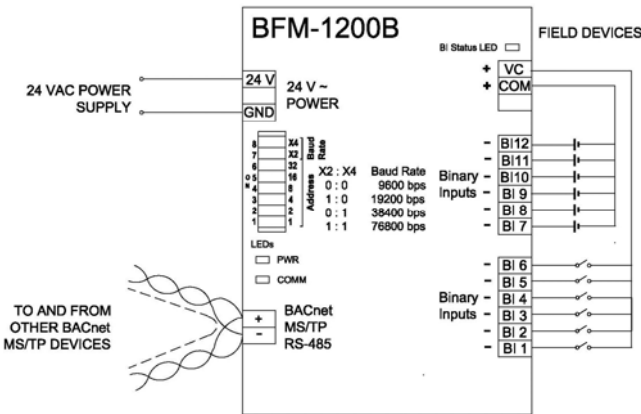 BFM-1200B
BI Status LED
FIELD DEVICES
24 VAC POWER
SUPPLY
24 V
GND
24 V ~
POWER
+ VC
+ COM
8 X4
7 X2
6 32
5 16
4 8
3 4
2 2
1 1
ON
Baud
Rate
Address
X2 : X4 Baud Rate
0 : 0 9600 bps
1 : 0 19200 bps
0 : 1 38400 bps
1 : 1 76800 bps
Binary
Inputs
- BI12
- BI11
- BI10
- BI 9
- BI 8
- BI 7
LEDs
PWR
COMM
TO AND FROM
OTHER BACnet
MS/TP DEVICES
+
-
BACnet
MS/TP
RS-485
Binary
Inputs
- BI 6
- BI 5
- BI 4
- BI 3
- BI 2
- BI 1